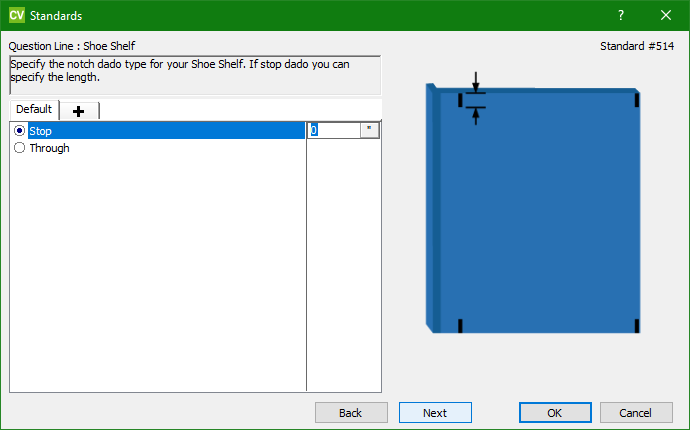 CV Standards ?
Question Line : Shoe Shelf
Standard #514
Specify the notch dado type for your Shoe Shelf. If stop dado you can
specify the length.
Default
Stop 0 "
Through
Back Next OK Cancel